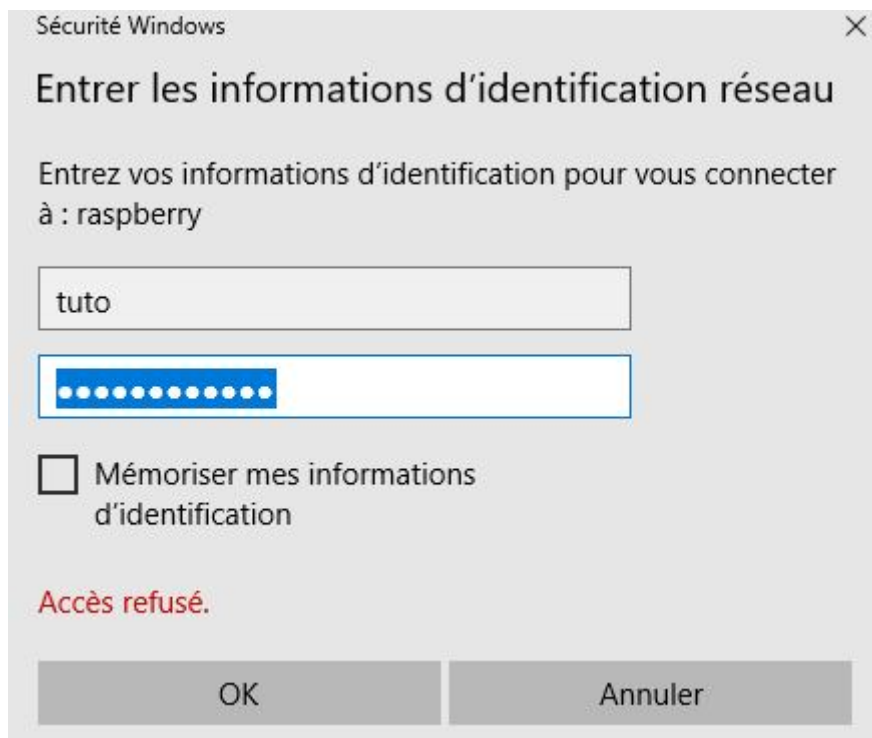 Sécurité Windows
Entrer les informations d’identification réseau
Entrez vos informations d’identification pour vous connecter
à : raspberry
tuto
••••••••••••
Mémoriser mes informations
d’identification
Accès refusé.
OK
Annuler